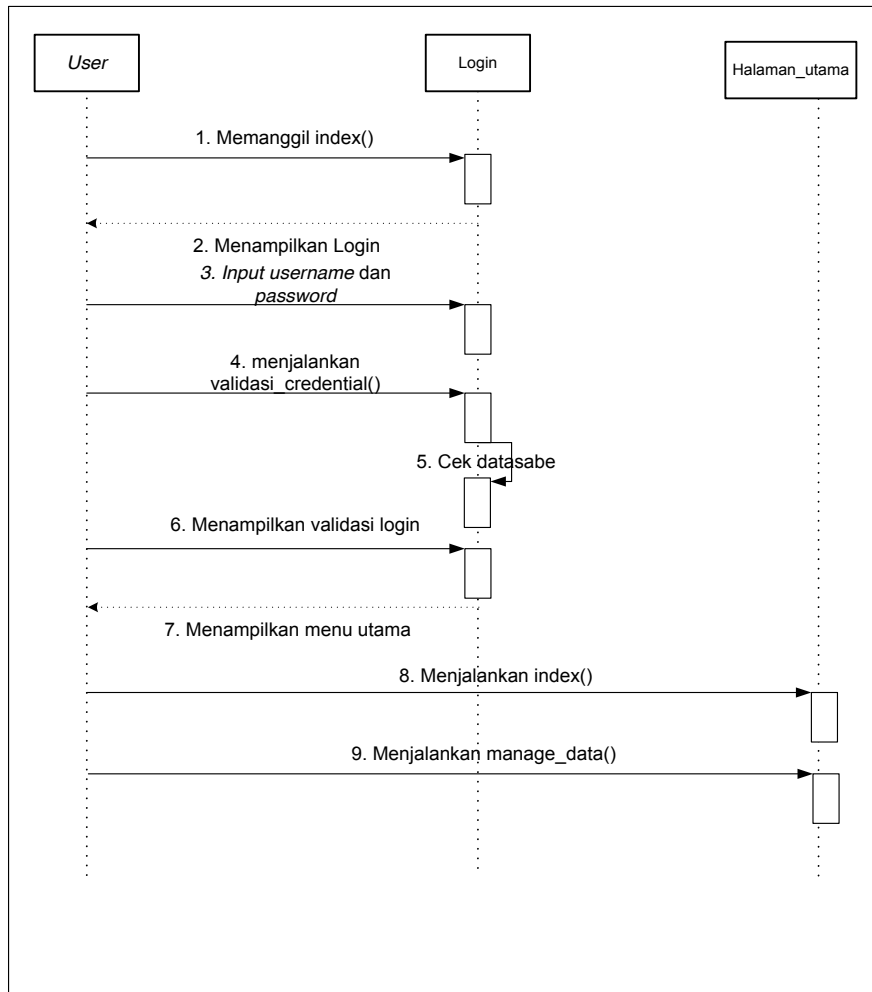 User
Login
Halaman_utama
1. Memanggil index()
2. Menampilkan Login
3. Input username dan
password
4. menjalankan
validasi_credential()
5. Cek datasabe
6. Menampilkan validasi login
7. Menampilkan menu utama
8. Menjalankan index()
9. Menjalankan manage_data()